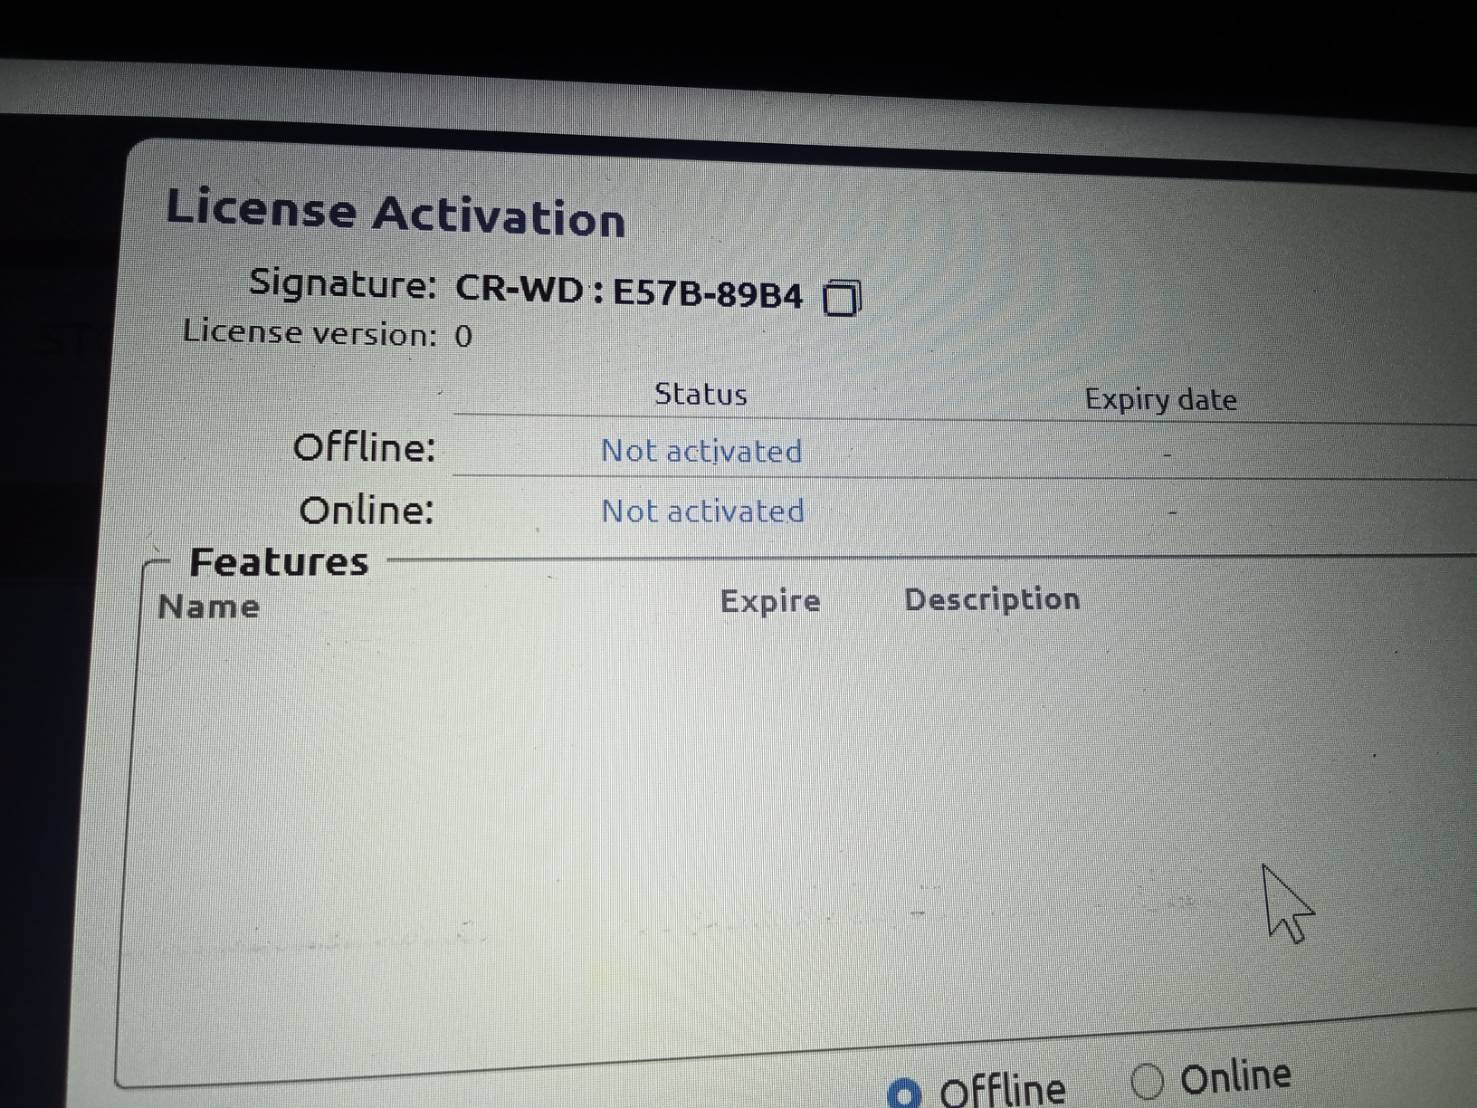 License Activation
Signature: CR-WD : E57B-89B4
License version: 0
Status Expiry date
Offline: Not activated -
Online: Not activated -
Features
Name Expire Description
Offline Online